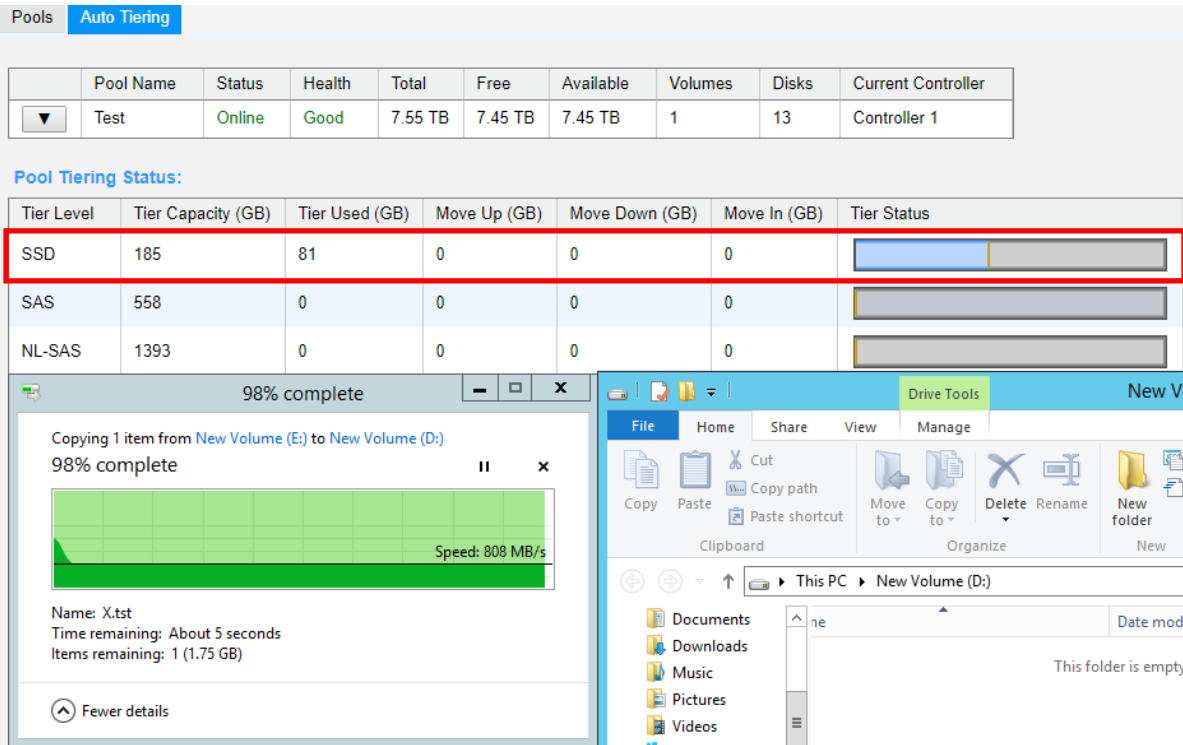 Pools Auto Tiering
Pool Name Status Health Total Free Available Volumes Disks Current Controller
▼ Test Online Good 7.55 TB 7.45 TB 7.45 TB 1 13 Controller 1
Pool Tiering Status:
Tier Level Tier Capacity (GB) Tier Used (GB) Move Up (GB) Move Down (GB) Move In (GB) Tier Status
SSD 185 81 0 0 0
SAS 558 0 0 0 0
NL-SAS 1393 0 0 0 0
98% complete
Copying 1 item from New Volume (E:) to New Volume (D:)
98% complete
Speed: 808 MB/s
Name: X.tst
Time remaining: About 5 seconds
Items remaining: 1 (1.75 GB)
Fewer details
Drive Tools New V
File Home Share View Manage
Copy
Paste
Cut
Copy path
Paste shortcut
Clipboard
Move to
Copy to
Delete
Rename
Organize
New folder
New
This PC New Volume (D:)
Documents
Downloads
Music
Pictures
Videos
ne Date mod
This folder is empty